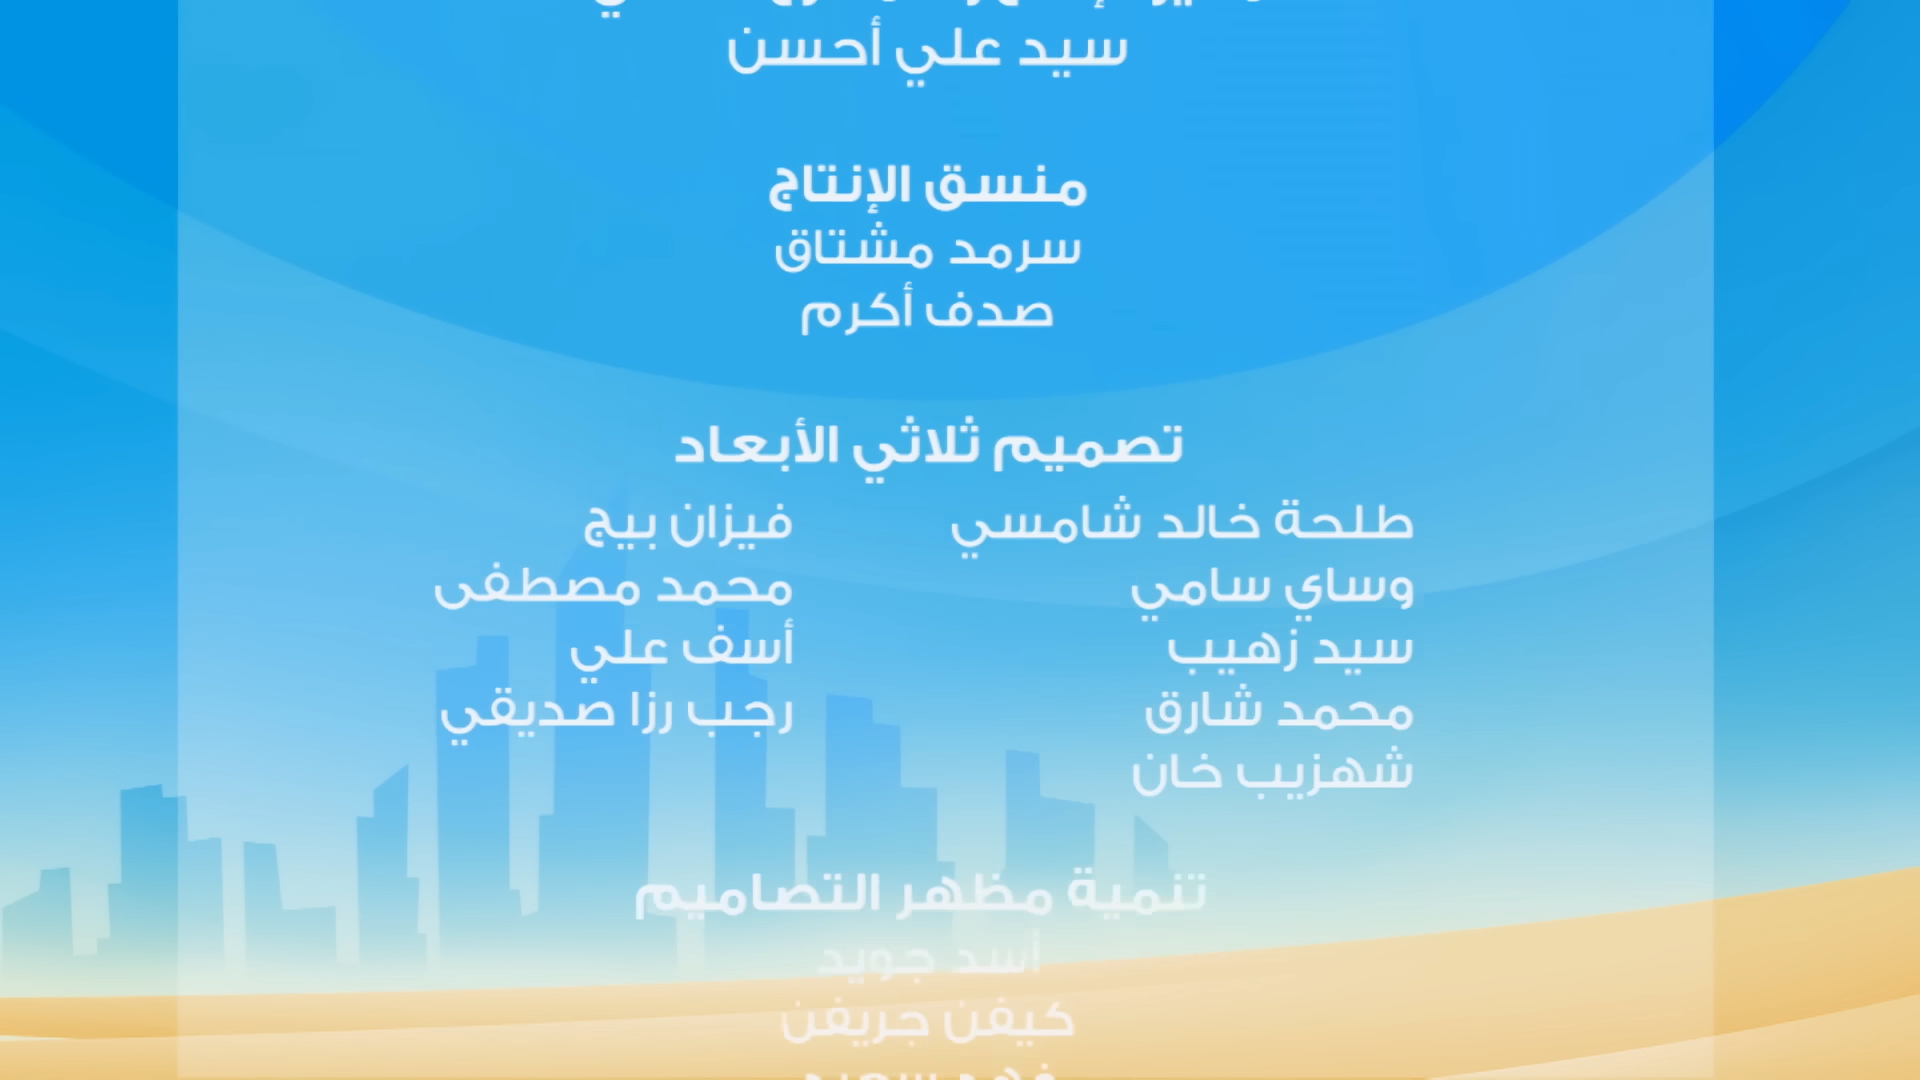 سيد علي أحسن
منسق الإنتاج
سرمد مشتاق
صدف أكرم
تصميم ثلاثي الأبعاد
طلحة خالد شامسي
فيزان بيج
وساي سامي
محمد مصطفى
سيد زهيب
أسف علي
محمد شارق
رجب رزا صديقي
شهزيب خان
تنمية مظهر التصاميم
أسد جويد
كيفن جريفن